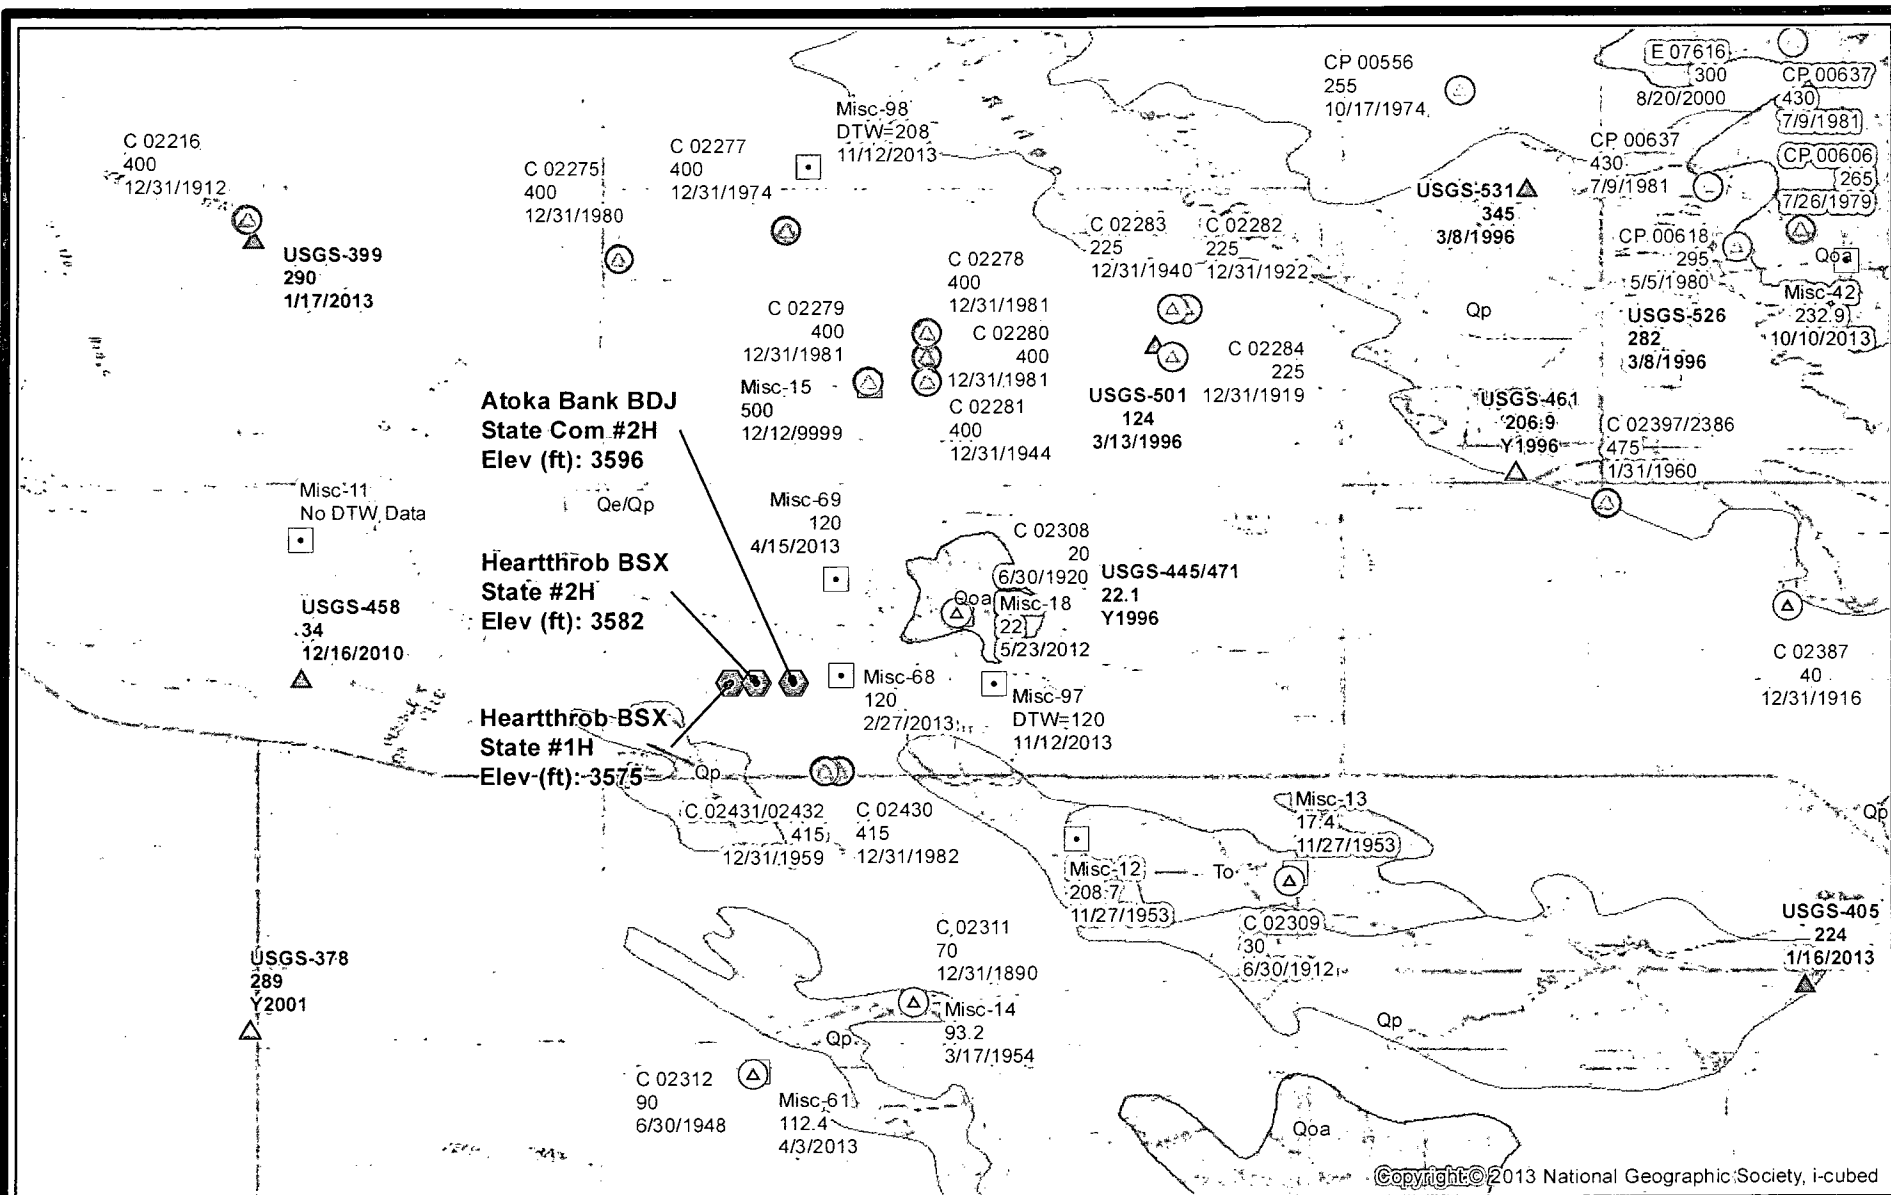 C 02216
400
12/31/1912
USGS-399
290
1/17/2013
C 02275
400
12/31/1980
C 02277
400
12/31/1974
Misc-98
DTW=208
11/12/2013
CP 00556
255
10/17/1974
E 07616
300
8/20/2000
CP 00637
430
7/9/1981
CP 00637
430
7/9/1981
CP 00606
265
7/26/1979
USGS-531
345
3/8/1996
CP 00618
295
5/5/1980
Qoa
Misc-42
232.9
10/10/2013
USGS-526
282
3/8/1996
C 02283
225
12/31/1940
C 02282
225
12/31/1922
Qp
C 02278
400
12/31/1981
C 02279
400
12/31/1981
C 02280
400
12/31/1981
C 02281
400
12/31/1944
Misc-15
500
12/12/9999
C 02284
225
12/31/1919
USGS-501
124
3/13/1996
USGS-461
206.9
Y1996
C 02397/2386
475
1/31/1960
Atoka Bank BDJ
State Com #2H
Elev (ft): 3596
Misc-11
No DTW Data
Qe/Qp
Misc-69
120
4/15/2013
C 02308
20
6/30/1920
USGS-445/471
22.1
Y1996
Qoa
Misc-18
22
5/23/2012
Heartthrob BSX
State #2H
Elev (ft): 3582
USGS-458
34
12/16/2010
Misc-68
120
2/27/2013
Misc-97
DTW=120
11/12/2013
C 02387
40
12/31/1916
Heartthrob BSX
State #1H
Elev (ft): 3575
Qp
C 02431/02432
415
12/31/1959
C 02430
415
12/31/1982
Misc-13
17.4
11/27/1953
Qp
Misc-12
208.7
11/27/1953
To
C 02309
30
6/30/1912
USGS-405
224
1/16/2013
C 02311
70
12/31/1890
USGS-378
289
Y2001
Misc-14
93.2
3/17/1954
Qp
Qp
C 02312
90
6/30/1948
Misc-61
112.4
4/3/2013
Qoa
Copyright:© 2013 National Geographic Society, i-cubed